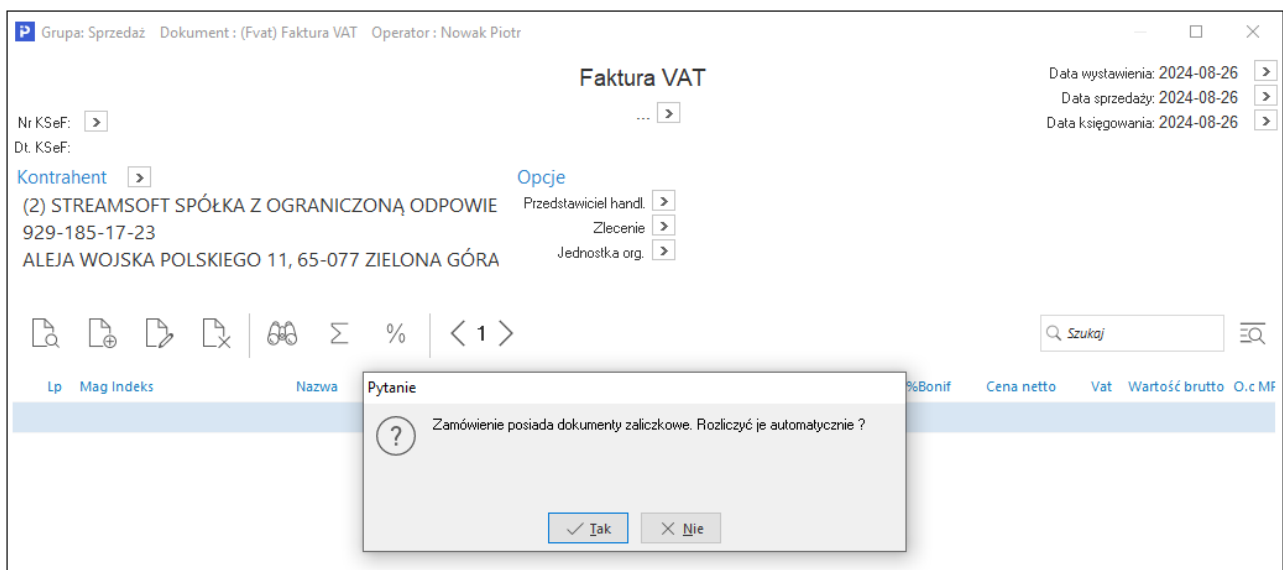 Grupa: Sprzedaż Dokument : (Fvat) Faktura VAT Operator : Nowak Piotr
Faktura VAT
...
Data wystawienia: 2024-08-26
Data sprzedaży: 2024-08-26
Data księgowania: 2024-08-26
Nr KSeF:
Dt. KSeF:
Kontrahent
(2) STREAMSOFT SPÓŁKA Z OGRANICZONĄ ODPOWIE
929-185-17-23
ALEJA WOJSKA POLSKIEGO 11, 65-077 ZIELONA GÓRA
Opcje
Przedstawiciel handl.
Zlecenie
Jednostka org.
1
Szukaj
Lp Mag Indeks Nazwa %Bonif Cena netto Vat Wartość brutto O.c MF
Pytanie
Zamówienie posiada dokumenty zaliczkowe. Rozliczyć je automatycznie ?
Tak Nie